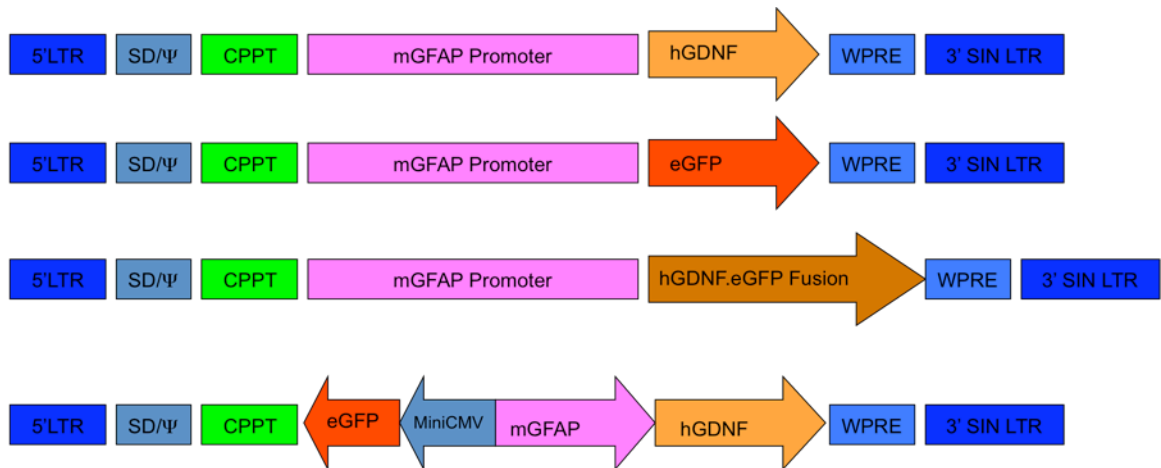 5'LTR SD/Ψ CPPT mGFAP Promoter hGDNF WPRE 3' SIN LTR
5'LTR SD/Ψ CPPT mGFAP Promoter eGFP WPRE 3' SIN LTR
5'LTR SD/Ψ CPPT mGFAP Promoter hGDNF.eGFP Fusion WPRE 3' SIN LTR
5'LTR SD/Ψ CPPT eGFP MiniCMV mGFAP hGDNF WPRE 3' SIN LTR